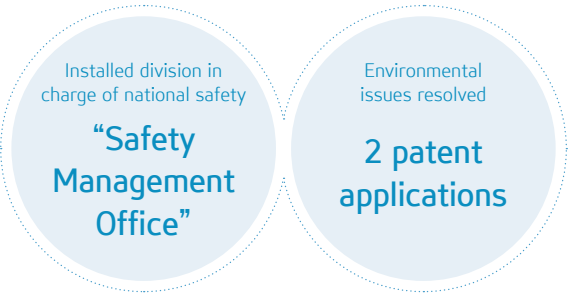 Installed division in
charge of national safety
“Safety
Management
Office”
Environmental
issues resolved
2 patent
applications